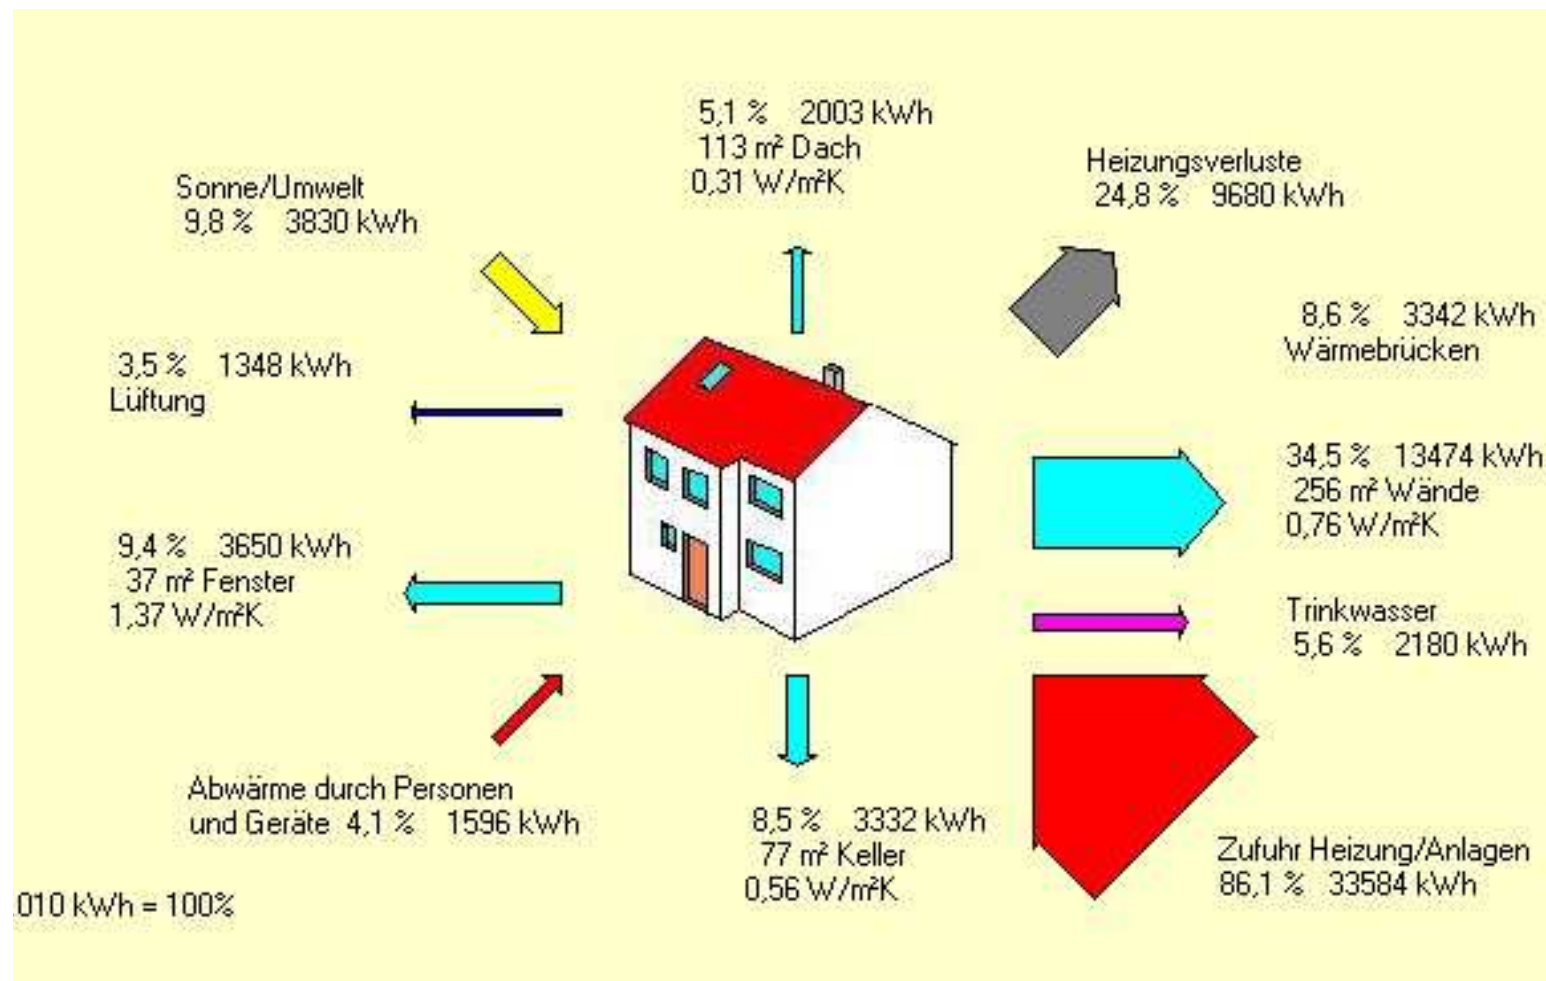 5,1 % 2003 kWh
113 m² Dach
0,31 W/m²K
Heizungsverluste
24,8 % 9680 kWh
Sonne/Umwelt
9,8 % 3830 kWh
8,6 % 3342 kWh
Wärmebrücken
3,5 % 1348 kWh
Lüftung
34,5 % 13474 kWh
256 m² Wände
0,76 W/m²K
9,4 % 3650 kWh
37 m² Fenster
1,37 W/m²K
Trinkwasser
5,6 % 2180 kWh
Abwärme durch Personen
und Geräte 4,1 % 1596 kWh
8,5 % 3332 kWh
77 m² Keller
0,56 W/m²K
Zufuhr Heizung/Anlagen
86,1 % 33584 kWh
010 kWh = 100%